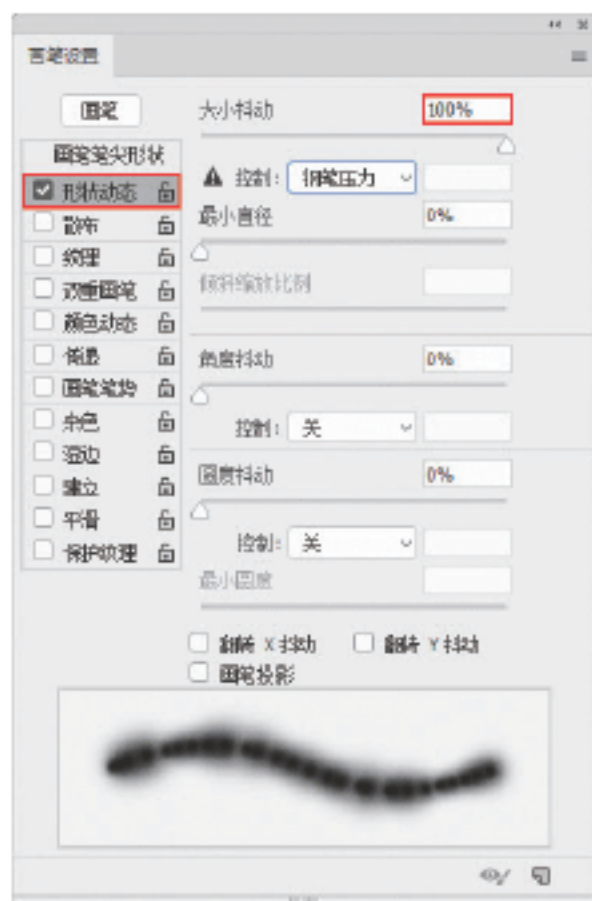 画笔设置
画笔
画笔笔尖形状
形状动态
散布
纹理
双重画笔
颜色动态
传递
画笔笔势
杂色
湿边
建立
平滑
保护纹理
大小抖动 100%
控制: 钢笔压力
最小直径 0%
倾斜缩放比例
角度抖动 0%
控制: 关
圆度抖动 0%
控制: 关
最小圆度
翻转 X 抖动 翻转 Y 抖动
画笔投影